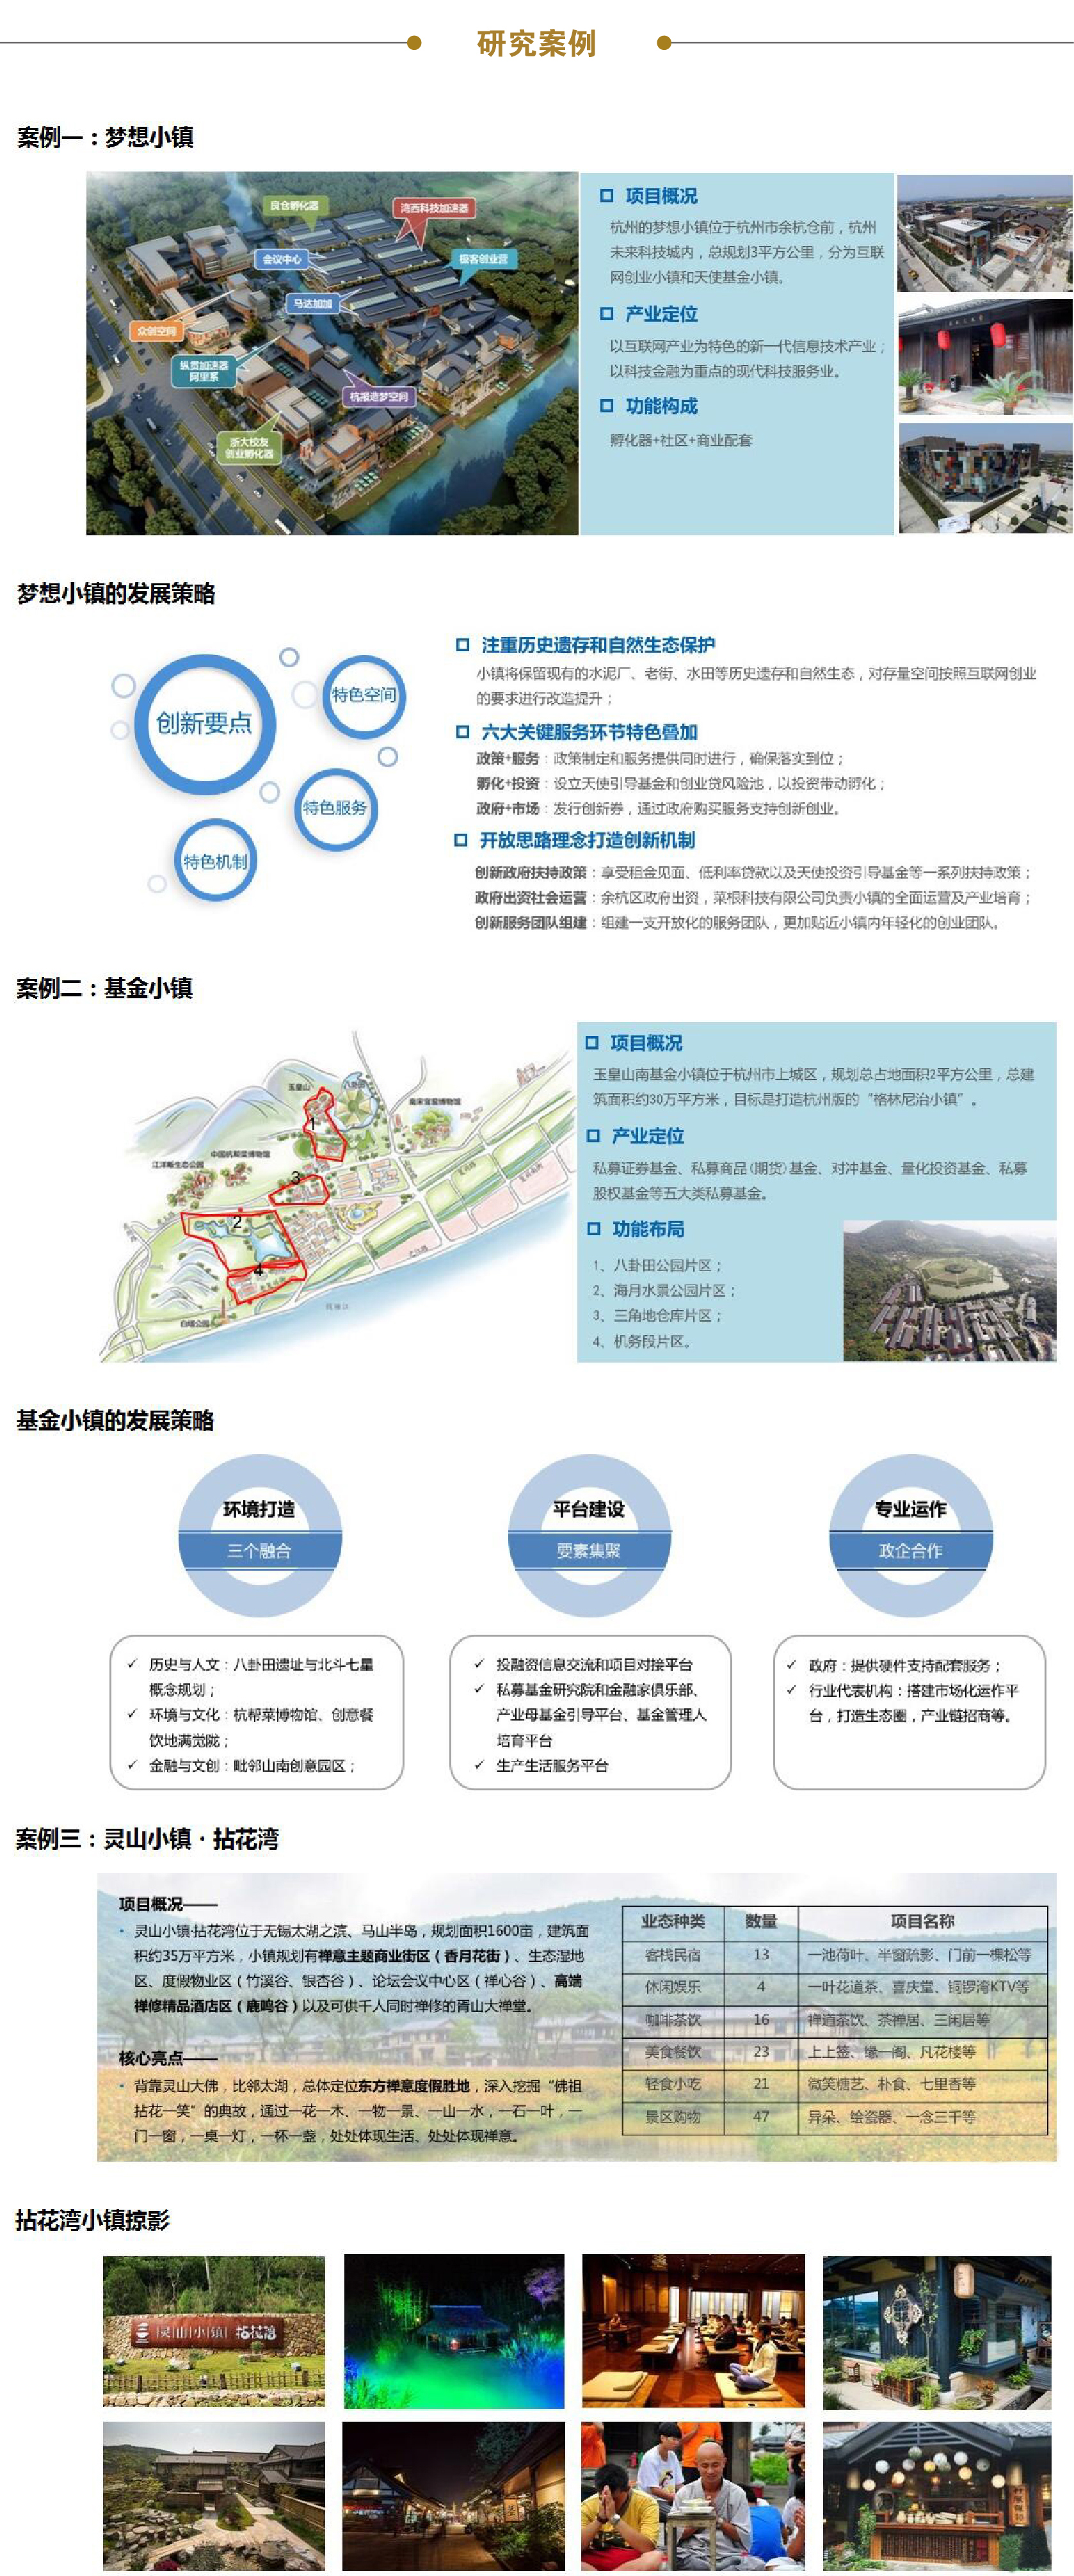 研究案例
案例一：梦想小镇
良仓孵化器
湾西科技加速器
会议中心
极客创业营
马达加加
众创空间
纵贯加速器
阿里系
杭报造梦空间
浙大校友
创业孵化器
项目概况
杭州的梦想小镇位于杭州市余杭仓前，杭州
未来科技城内，总规划3平方公里，分为互联
网创业小镇和天使基金小镇。
产业定位
以互联网产业为特色的新一代信息技术产业；
以科技金融为重点的现代科技服务业。
功能构成
孵化器+社区+商业配套
梦想小镇的发展策略
创新要点
特色空间
特色服务
特色机制
注重历史遗存和自然生态保护
小镇将保留现有的水泥厂、老街、水田等历史遗存和自然生态，对存量空间按照互联网创业
的要求进行改造提升；
六大关键服务环节特色叠加
政策+服务：政策制定和服务提供同时进行，确保落实到位；
孵化+投资：设立天使引导基金和创业贷风险池，以投资带动孵化；
政府+市场：发行创新券，通过政府购买服务支持创新创业。
开放思路理念打造创新机制
创新政府扶持政策：享受租金见面、低利率贷款以及天使投资引导基金等一系列扶持政策；
政府出资社会运营：余杭区政府出资，菜根科技有限公司负责小镇的全面运营及产业培育；
创新服务团队组建：组建一支开放化的服务团队，更加贴近小镇内年轻化的创业团队。
案例二：基金小镇
玉皇山
八卦田
南宋官窑博物馆
中国杭帮菜博物馆
江洋畈生态公园
白塔公园
钱塘江
1
3
2
4
项目概况
玉皇山南基金小镇位于杭州市上城区，规划总占地面积2平方公里，总建
筑面积约30万平方米，目标是打造杭州版的“格林尼治小镇”。
产业定位
私募证券基金、私募商品(期货)基金、对冲基金、量化投资基金、私募
股权基金等五大类私募基金。
功能布局
1、八卦田公园片区；
2、海月水景公园片区；
3、三角地仓库片区；
4、机务段片区。
基金小镇的发展策略
环境打造
三个融合
平台建设
要素集聚
专业运作
政企合作
✓ 历史与人文：八卦田遗址与北斗七星
概念规划；
✓ 环境与文化：杭帮菜博物馆、创意餐
饮地满觉陇；
✓ 金融与文创：毗邻山南创意园区；
✓ 投融资信息交流和项目对接平台
✓ 私募基金研究院和金融家俱乐部、
产业母基金引导平台、基金管理人
培育平台
✓ 生产生活服务平台
✓ 政府：提供硬件支持配套服务；
✓ 行业代表机构：搭建市场化运作平
台，打造生态圈，产业链招商等。
案例三：灵山小镇·拈花湾
项目概况——
灵山小镇·拈花湾位于无锡太湖之滨、马山半岛，规划面积1600亩，建筑面
积约35万平方米，小镇规划有禅意主题商业街区（香月花街）、生态湿地
区、度假物业区（竹溪谷、银杏谷）、论坛会议中心区（禅心谷）、高端
禅修精品酒店区（鹿鸣谷）以及可供千人同时禅修的胥山大禅堂。
核心亮点——
背靠灵山大佛，比邻太湖，总体定位东方禅意度假胜地，深入挖掘“佛祖
拈花一笑”的典故，通过一花一木、一物一景、一山一水，一石一叶，一
门一窗，一桌一灯，一杯一盏，处处体现生活、处处体现禅意。
业态种类 数量 项目名称
客栈民宿 13 一池荷叶、半窗疏影、门前一棵松等
休闲娱乐 4 一叶花道茶、喜庆堂、铜锣湾KTV等
咖啡茶饮 16 禅道茶饮、茶禅居、三闲居等
美食餐饮 23 上上签、缘一阁、凡花楼等
轻食小吃 21 微笑糖艺、朴食、七里香等
景区购物 47 异朵、绘瓷器、一念三千等
拈花湾小镇掠影
灵山小镇 拈花湾